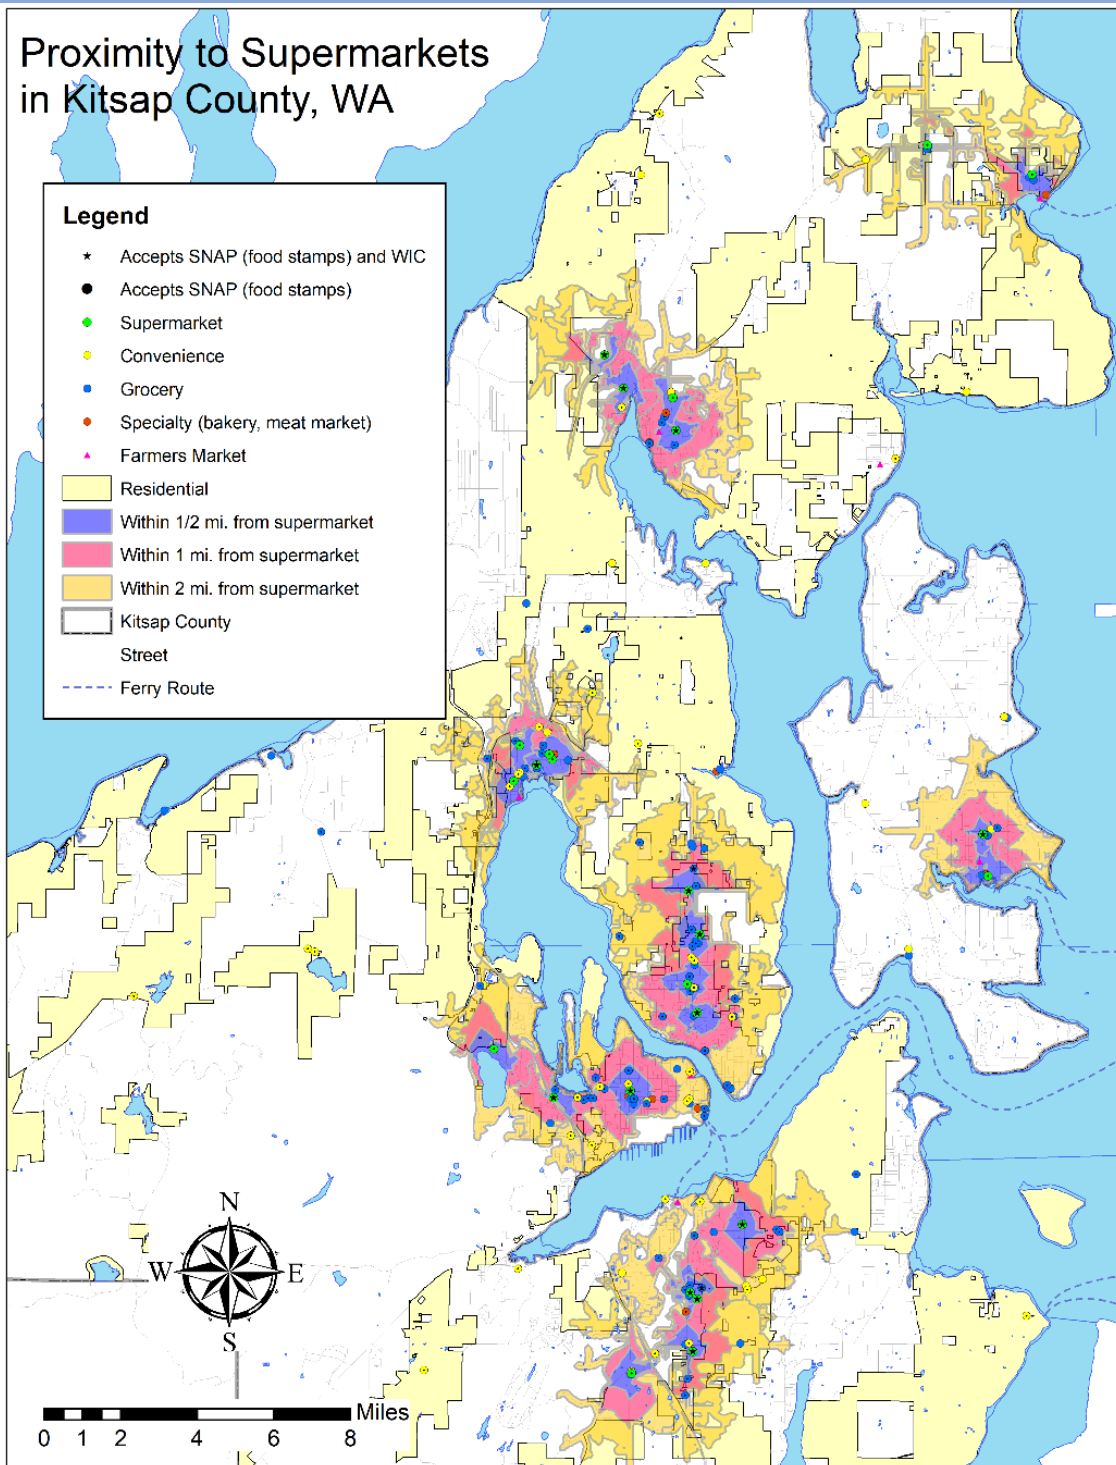 Proximity to Supermarkets
in Kitsap County, WA
Legend
Accepts SNAP (food stamps) and WIC
Accepts SNAP (food stamps)
Supermarket
Convenience
Grocery
Specialty (bakery, meat market)
Farmers Market
Residential
Within 1/2 mi. from supermarket
Within 1 mi. from supermarket
Within 2 mi. from supermarket
Kitsap County
Street
Ferry Route
N
W E
S
Miles
0 1 2 4 6 8